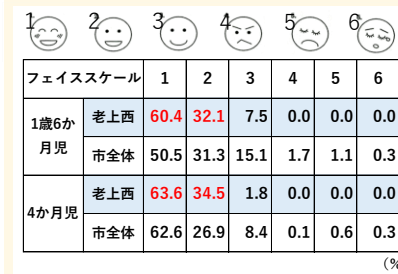 1 2 3 4 5 6
フェイススケール 1 2 3 4 5 6
1歳6か月児
老上西 60.4 32.1 7.5 0.0 0.0 0.0
市全体 50.5 31.3 15.1 1.7 1.1 0.3
4か月児
老上西 63.6 34.5 1.8 0.0 0.0 0.0
市全体 62.6 26.9 8.4 0.1 0.6 0.3
(%